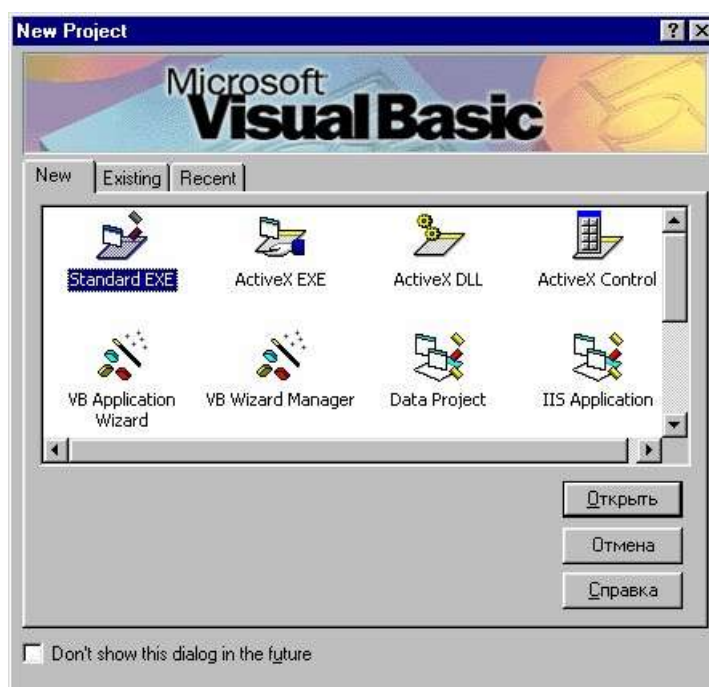 New Project
Microsoft
Visual Basic
New Existing Recent
Standard EXE ActiveX EXE ActiveX DLL ActiveX Control
VB Application VB Wizard Manager Data Project IIS Application
Wizard
Открыть
Отмена
Справка
Don't show this dialog in the future